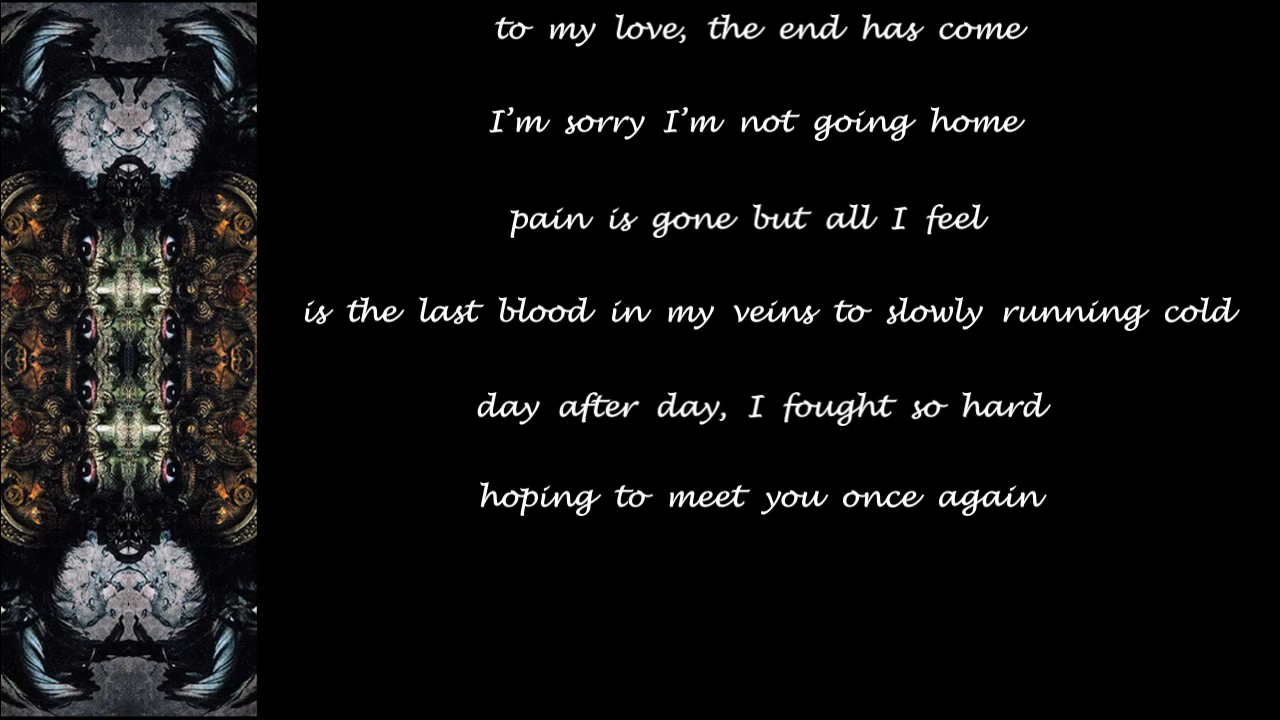 to my love, the end has come
I'm sorry I'm not going home
pain is gone but all I feel
is the last blood in my veins to slowly running cold
day after day, I fought so hard
hoping to meet you once again